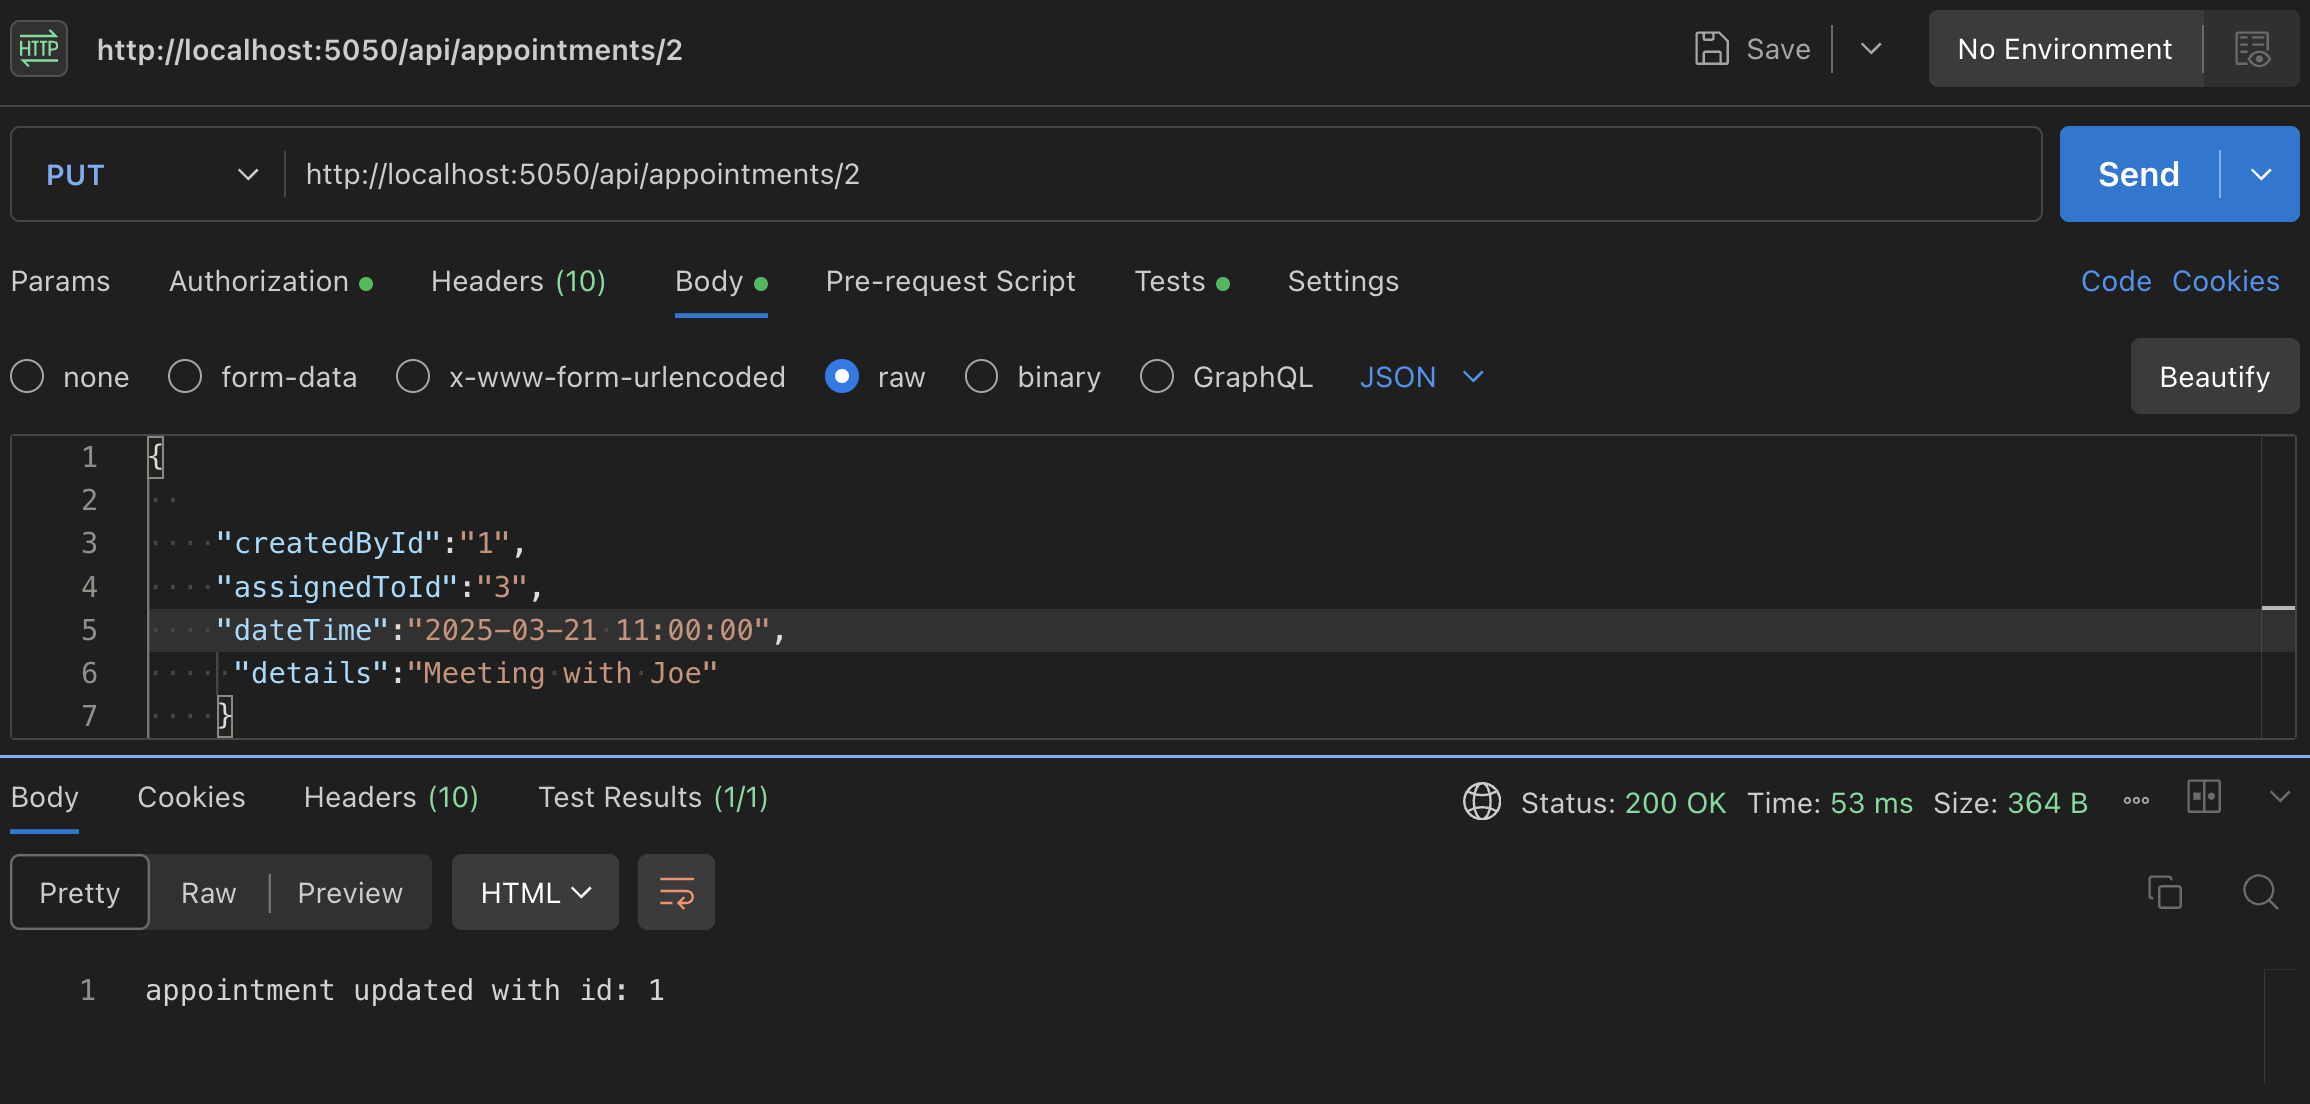 HTTP http://localhost:5050/api/appointments/2 Save No Environment
PUT http://localhost:5050/api/appointments/2 Send
Params Authorization Headers (10) Body Pre-request Script Tests Settings Code Cookies
none form-data x-www-form-urlencoded raw binary GraphQL JSON Beautify
1 {
2
3 "createdById":"1",
4 "assignedToId":"3",
5 "dateTime":"2025-03-21 11:00:00",
6 "details":"Meeting with Joe"
7 }
Body Cookies Headers (10) Test Results (1/1) Status: 200 OK Time: 53 ms Size: 364 B
Pretty Raw Preview HTML
1 appointment updated with id: 1